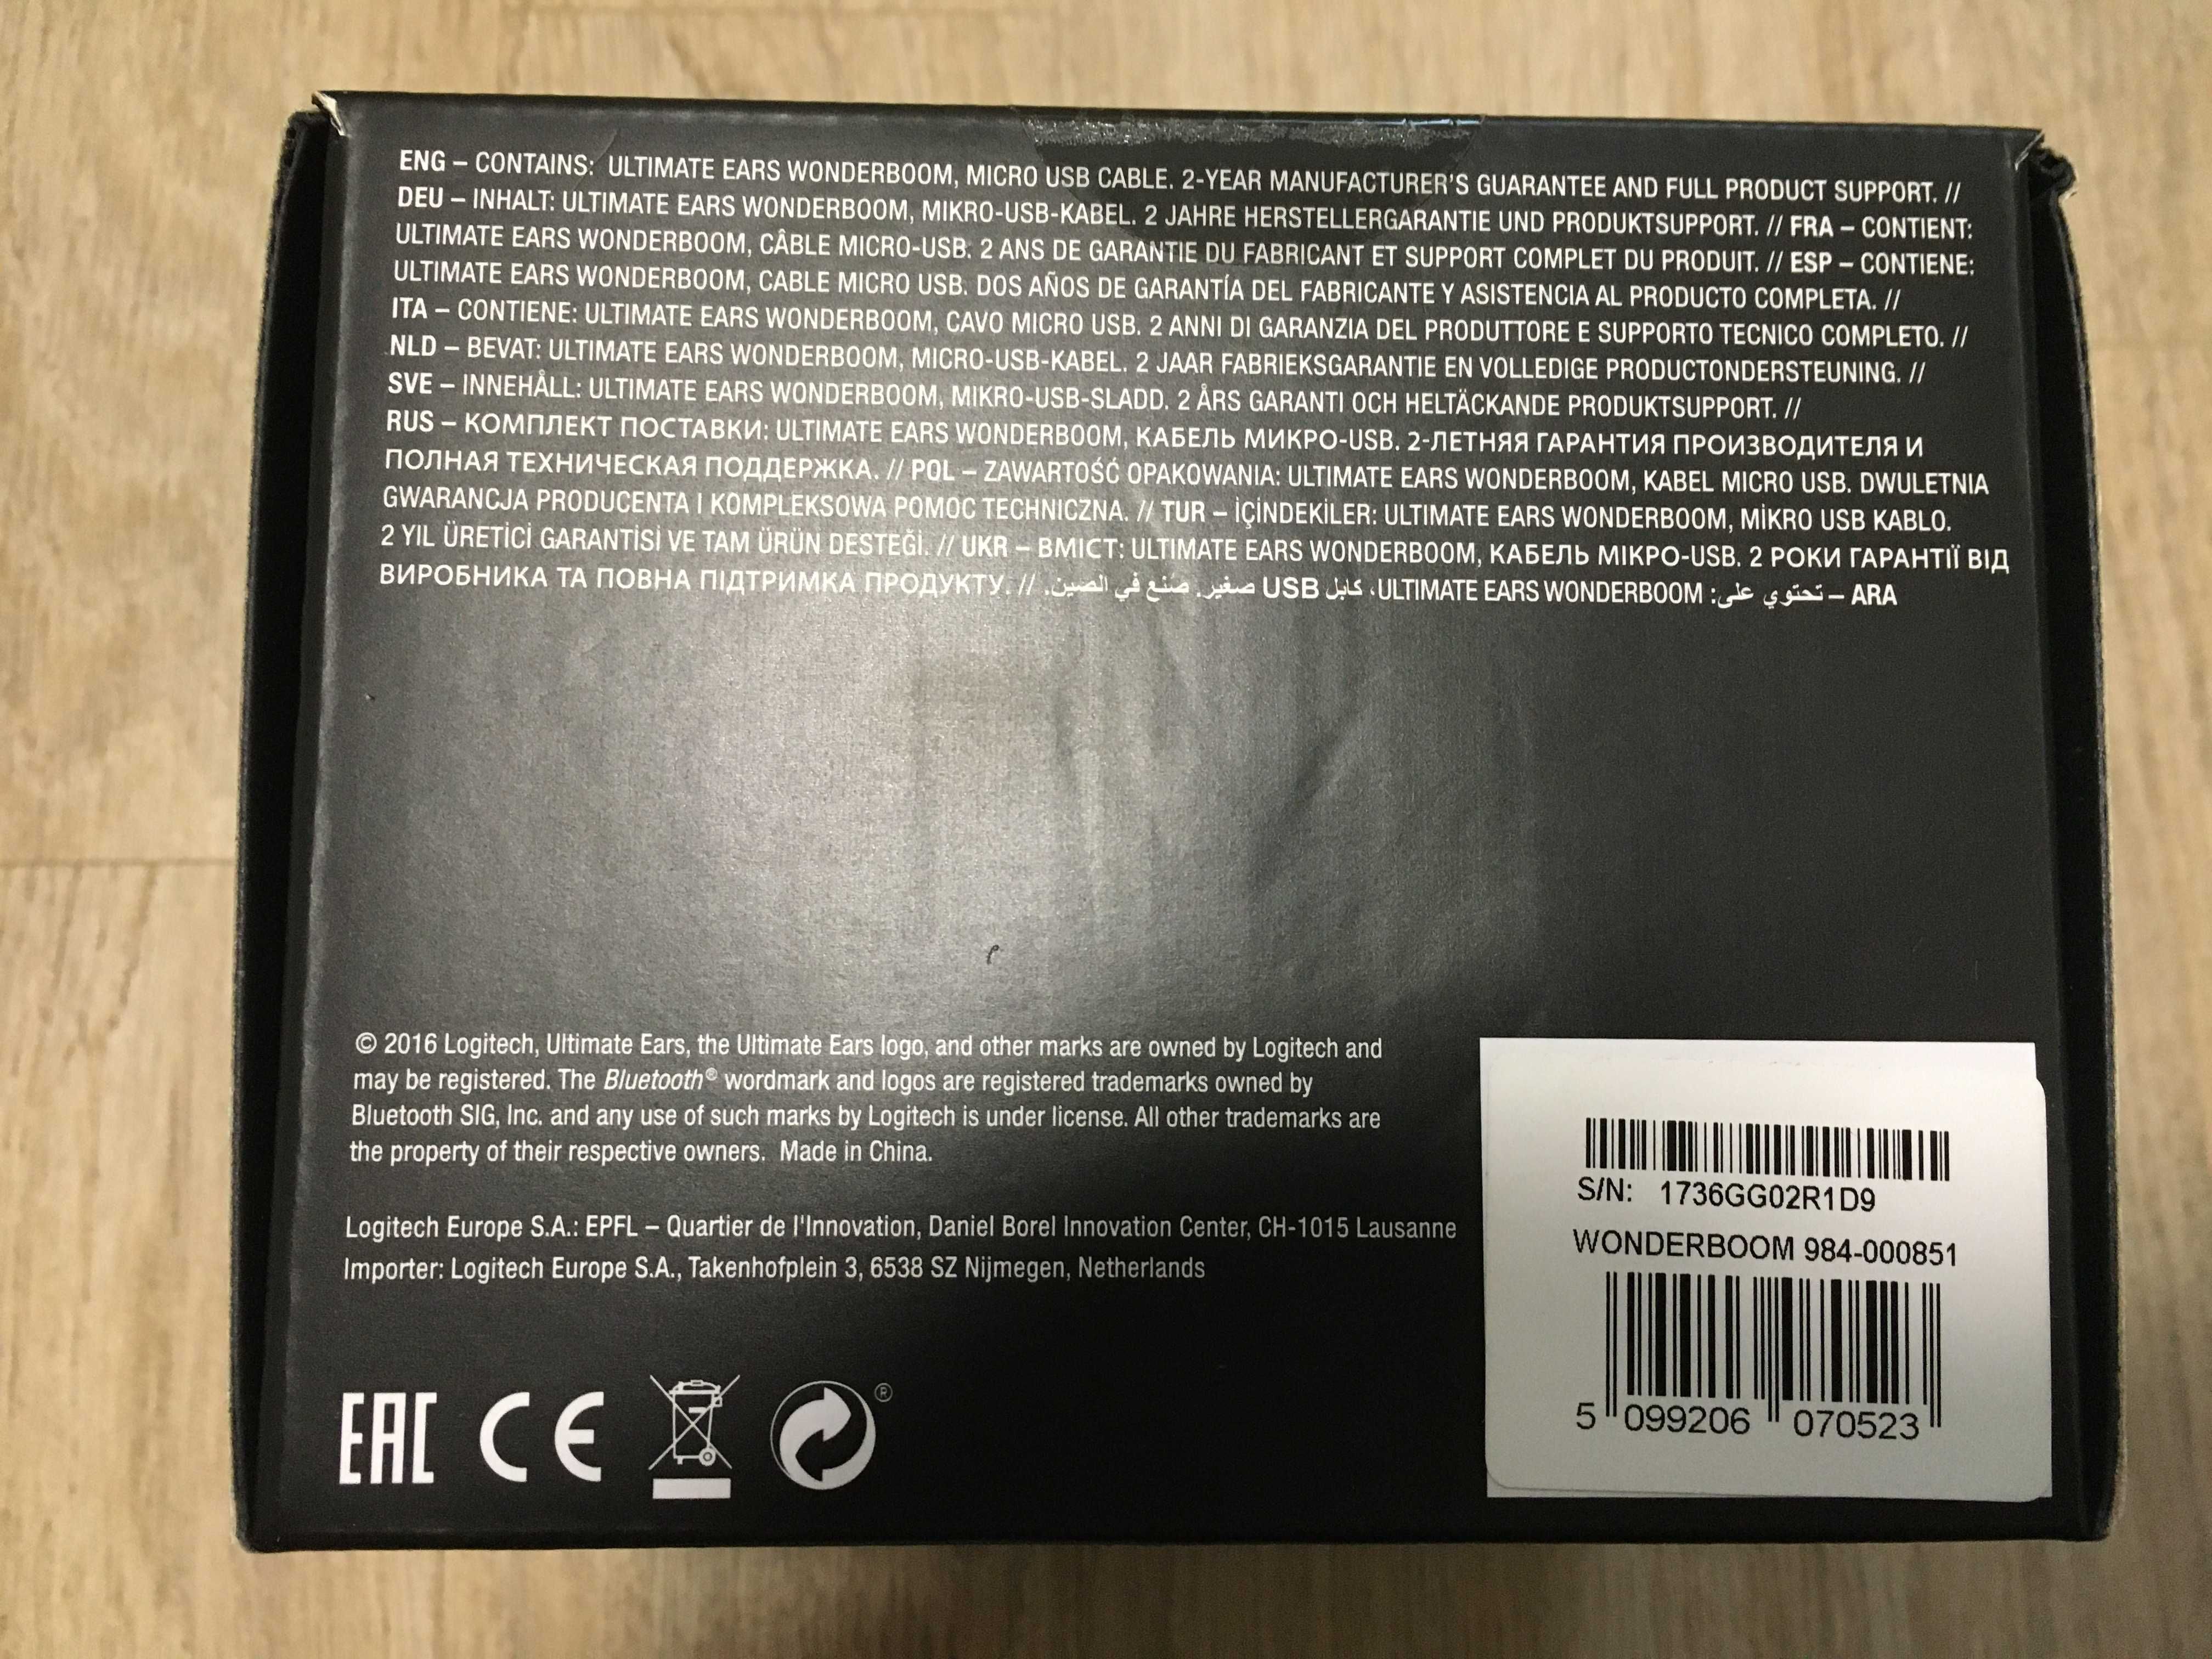 ENG – CONTAINS: ULTIMATE EARS WONDERBOOM, MICRO USB CABLE. 2-YEAR MANUFACTURER'S GUARANTEE AND FULL PRODUCT SUPPORT. //
DEU – INHALT: ULTIMATE EARS WONDERBOOM, MIKRO-USB-KABEL. 2 JAHRE HERSTELLERGARANTIE UND PRODUKTSUPPORT. // FRA – CONTIENT:
ULTIMATE EARS WONDERBOOM, CÂBLE MICRO-USB. 2 ANS DE GARANTIE DU FABRICANT ET SUPPORT COMPLET DU PRODUIT. // ESP – CONTIENE:
ULTIMATE EARS WONDERBOOM, CABLE MICRO USB. DOS AÑOS DE GARANTÍA DEL FABRICANTE Y ASISTENCIA AL PRODUCTO COMPLETA. //
ITA – CONTIENE: ULTIMATE EARS WONDERBOOM, CAVO MICRO USB. 2 ANNI DI GARANZIA DEL PRODUTTORE E SUPPORTO TECNICO COMPLETO. //
NLD – BEVAT: ULTIMATE EARS WONDERBOOM, MICRO-USB-KABEL. 2 JAAR FABRIEKSGARANTIE EN VOLLEDIGE PRODUCTONDERSTEUNING. //
SVE – INNEHÅLL: ULTIMATE EARS WONDERBOOM, MIKRO-USB-SLADD. 2 ÅRS GARANTI OCH HELTÄCKANDE PRODUKTSUPPORT. //
RUS – КОМПЛЕКТ ПОСТАВКИ: ULTIMATE EARS WONDERBOOM, КАБЕЛЬ МИКРО-USB. 2-ЛЕТНЯЯ ГАРАНТИЯ ПРОИЗВОДИТЕЛЯ И
ПОЛНАЯ ТЕХНИЧЕСКАЯ ПОДДЕРЖКА. // POL – ZAWARTOŚĆ OPAKOWANIA: ULTIMATE EARS WONDERBOOM, KABEL MICRO USB. DWULETNIA
GWARANCJA PRODUCENTA I KOMPLEKSOWA POMOC TECHNICZNA. // TUR – İÇİNDEKİLER: ULTIMATE EARS WONDERBOOM, MİKRO USB KABLO.
2 YIL ÜRETİCİ GARANTİSİ VE TAM ÜRÜN DESTEĞİ. // UKR – ВМІСТ: ULTIMATE EARS WONDERBOOM, КАБЕЛЬ МІКРО-USB. 2 РОКИ ГАРАНТІЇ ВІД
ВИРОБНИКА ТА ПОВНА ПІДТРИМКА ПРОДУКТУ. // ARA – تحتوي على: ULTIMATE EARS WONDERBOOM، كابل USB صغير. صنع في الصين.
© 2016 Logitech, Ultimate Ears, the Ultimate Ears logo, and other marks are owned by Logitech and
may be registered. The Bluetooth® wordmark and logos are registered trademarks owned by
Bluetooth SIG, Inc. and any use of such marks by Logitech is under license. All other trademarks are
the property of their respective owners. Made in China.
Logitech Europe S.A.: EPFL – Quartier de l'Innovation, Daniel Borel Innovation Center, CH-1015 Lausanne
Importer: Logitech Europe S.A., Takenhofplein 3, 6538 SZ Nijmegen, Netherlands
EAC CE ®
S/N: 1736GG02R1D9
WONDERBOOM 984-000851
5 099206 070523